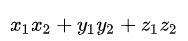 x₁x₂ + y₁y₂ + z₁z₂